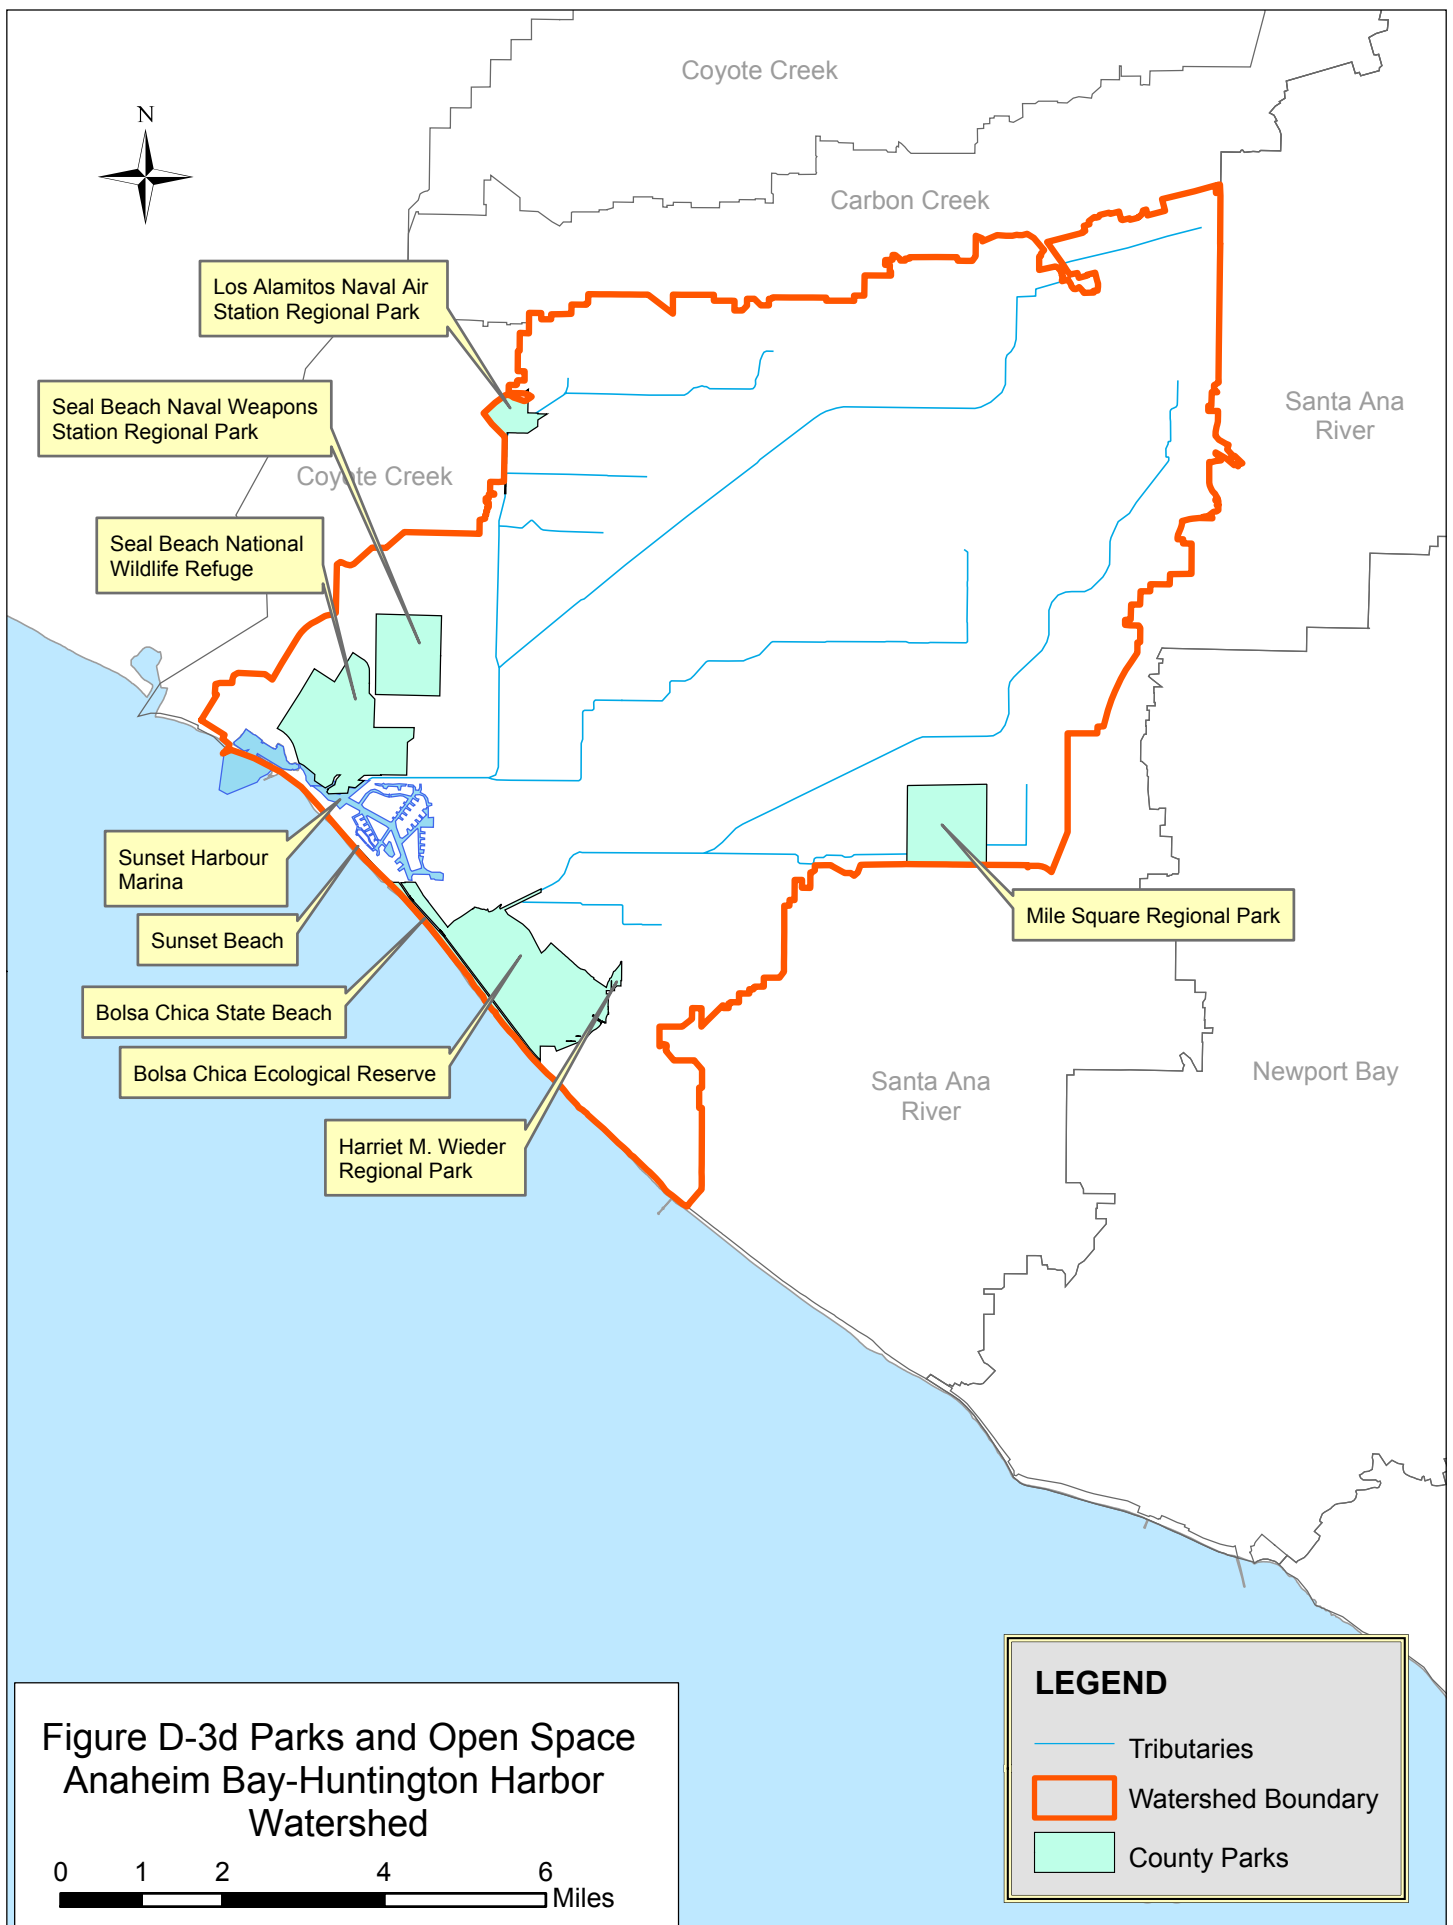 Coyote Creek
N
Carbon Creek
Los Alamitos Naval Air
Station Regional Park
Seal Beach Naval Weapons
Station Regional Park
Santa Ana
River
Coyote Creek
Seal Beach National
Wildlife Refuge
Sunset Harbour
Marina
Mile Square Regional Park
Sunset Beach
Bolsa Chica State Beach
Bolsa Chica Ecological Reserve
Santa Ana
River
Newport Bay
Harriet M. Wieder
Regional Park
LEGEND
Tributaries
Watershed Boundary
County Parks
Figure D-3d Parks and Open Space
Anaheim Bay-Huntington Harbor
Watershed
0 1 2 4 6
Miles